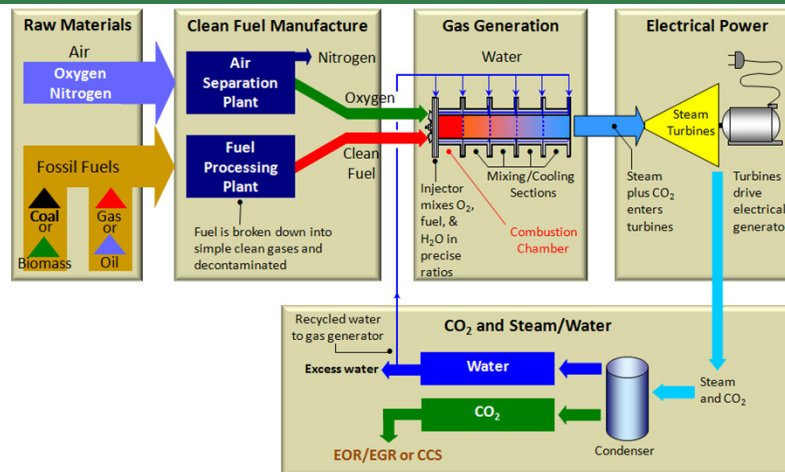 Raw Materials
Air
Oxygen
Nitrogen
Fossil Fuels
Coal
or
Biomass
Gas
or
Oil
Clean Fuel Manufacture
Air
Separation
Plant
Nitrogen
Oxygen
Fuel
Processing
Plant
Clean
Fuel
Fuel is broken down into
simple clean gases and
decontaminated
Gas Generation
Water
Injector
mixes O₂,
fuel, &
H₂O in
precise
ratios
Combustion
Chamber
Mixing/Cooling
Sections
Electrical Power
Steam
Turbines
Steam
plus CO₂
enters
turbines
Turbines
drive
electrical
generator
CO₂ and Steam/Water
Recycled water
to gas generator
Excess water
Water
CO₂
EOR/EGR or CCS
Condenser
Steam
and CO₂